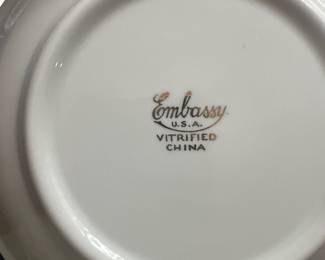 Embassy
U.S.A.
VITRIFIED
CHINA